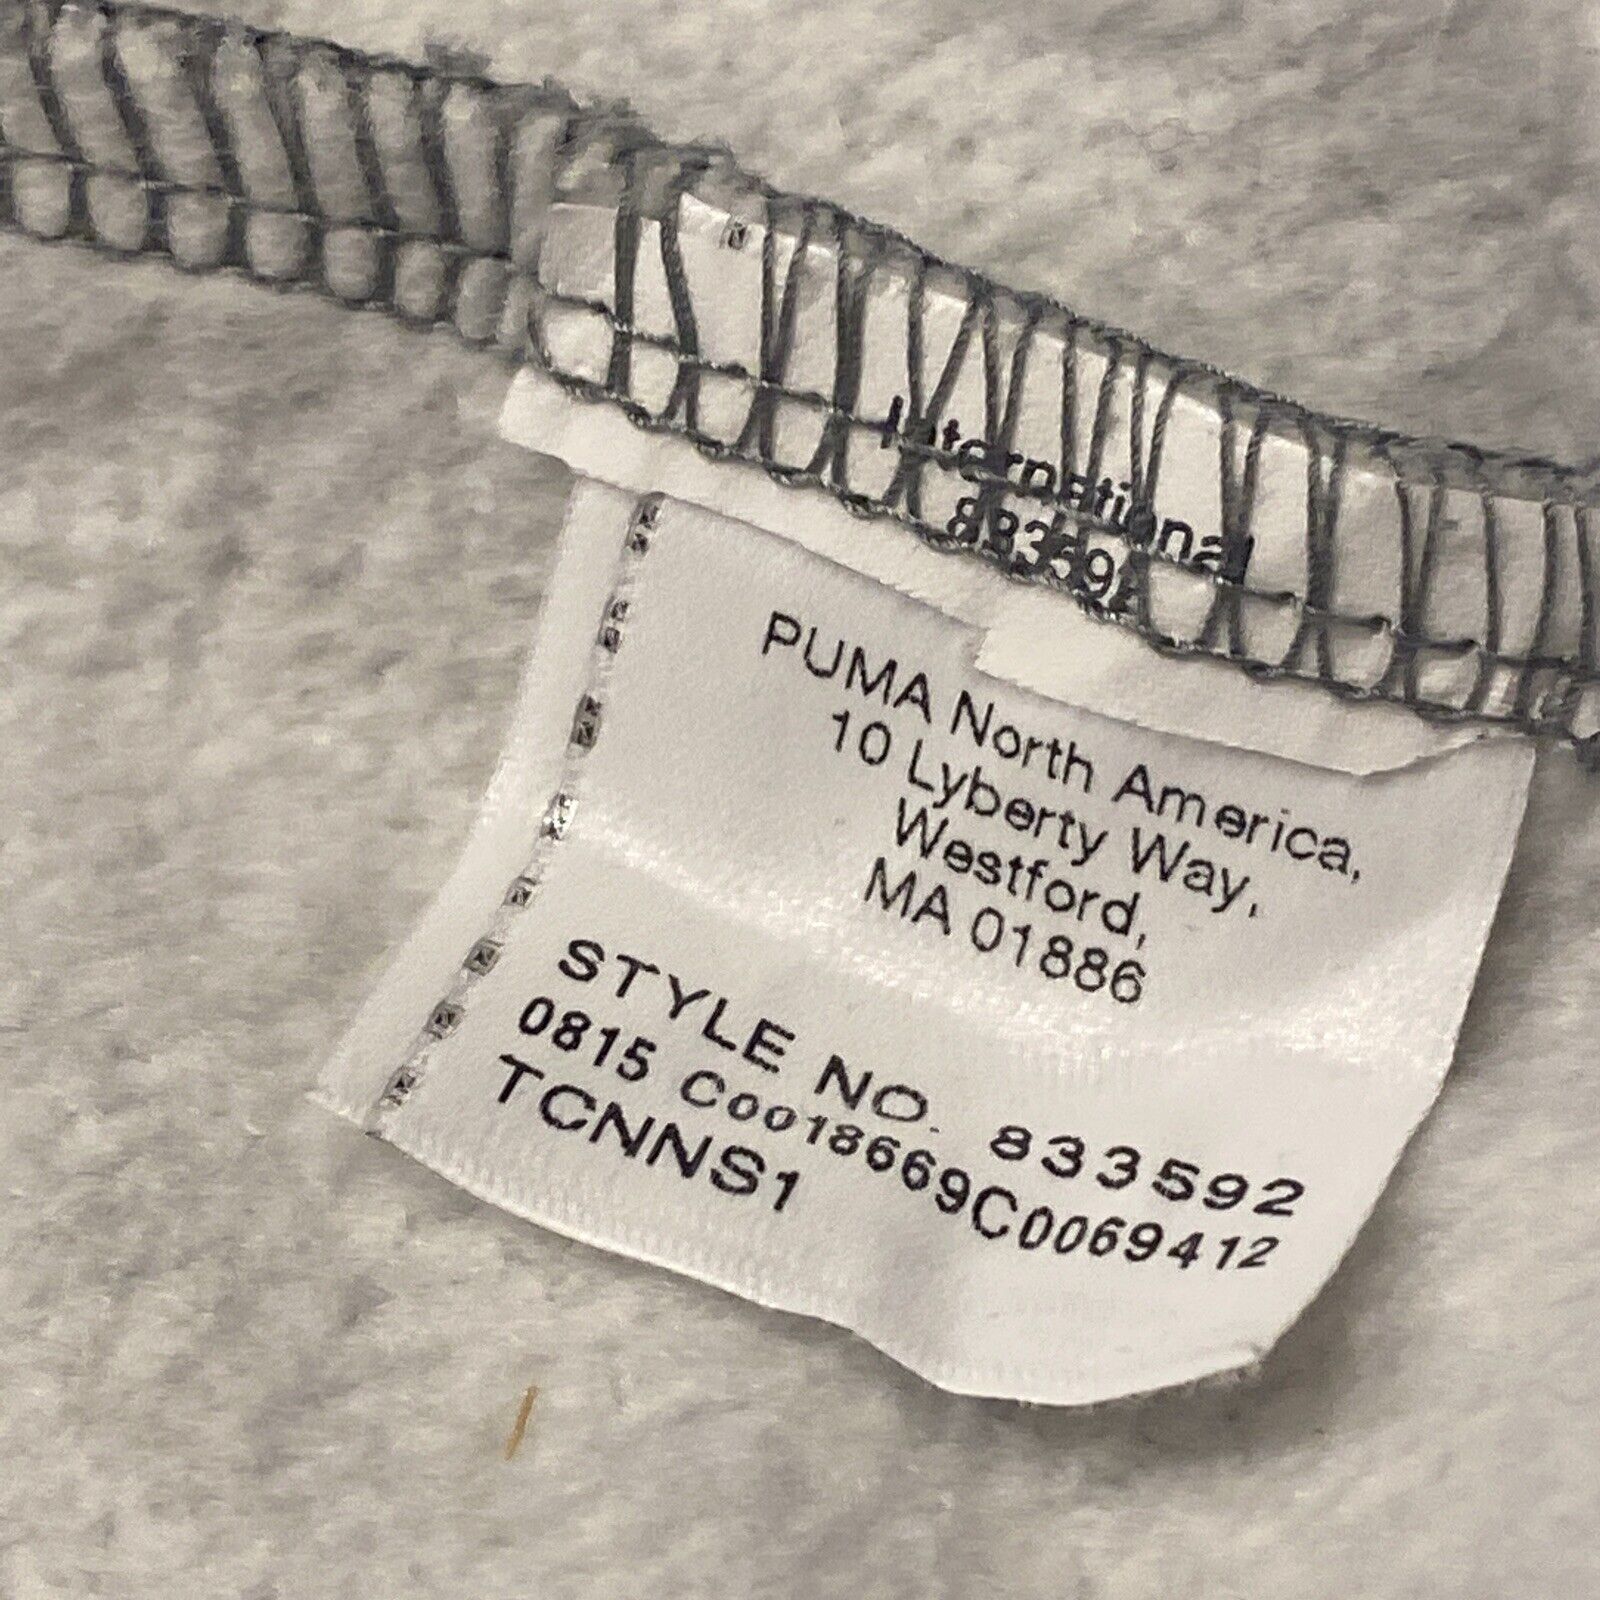 International
833592
PUMA North America,
10 Lyberty Way,
Westford,
MA 01886
STYLE NO. 833592
0815 C0018669C0069412
TCNNS1